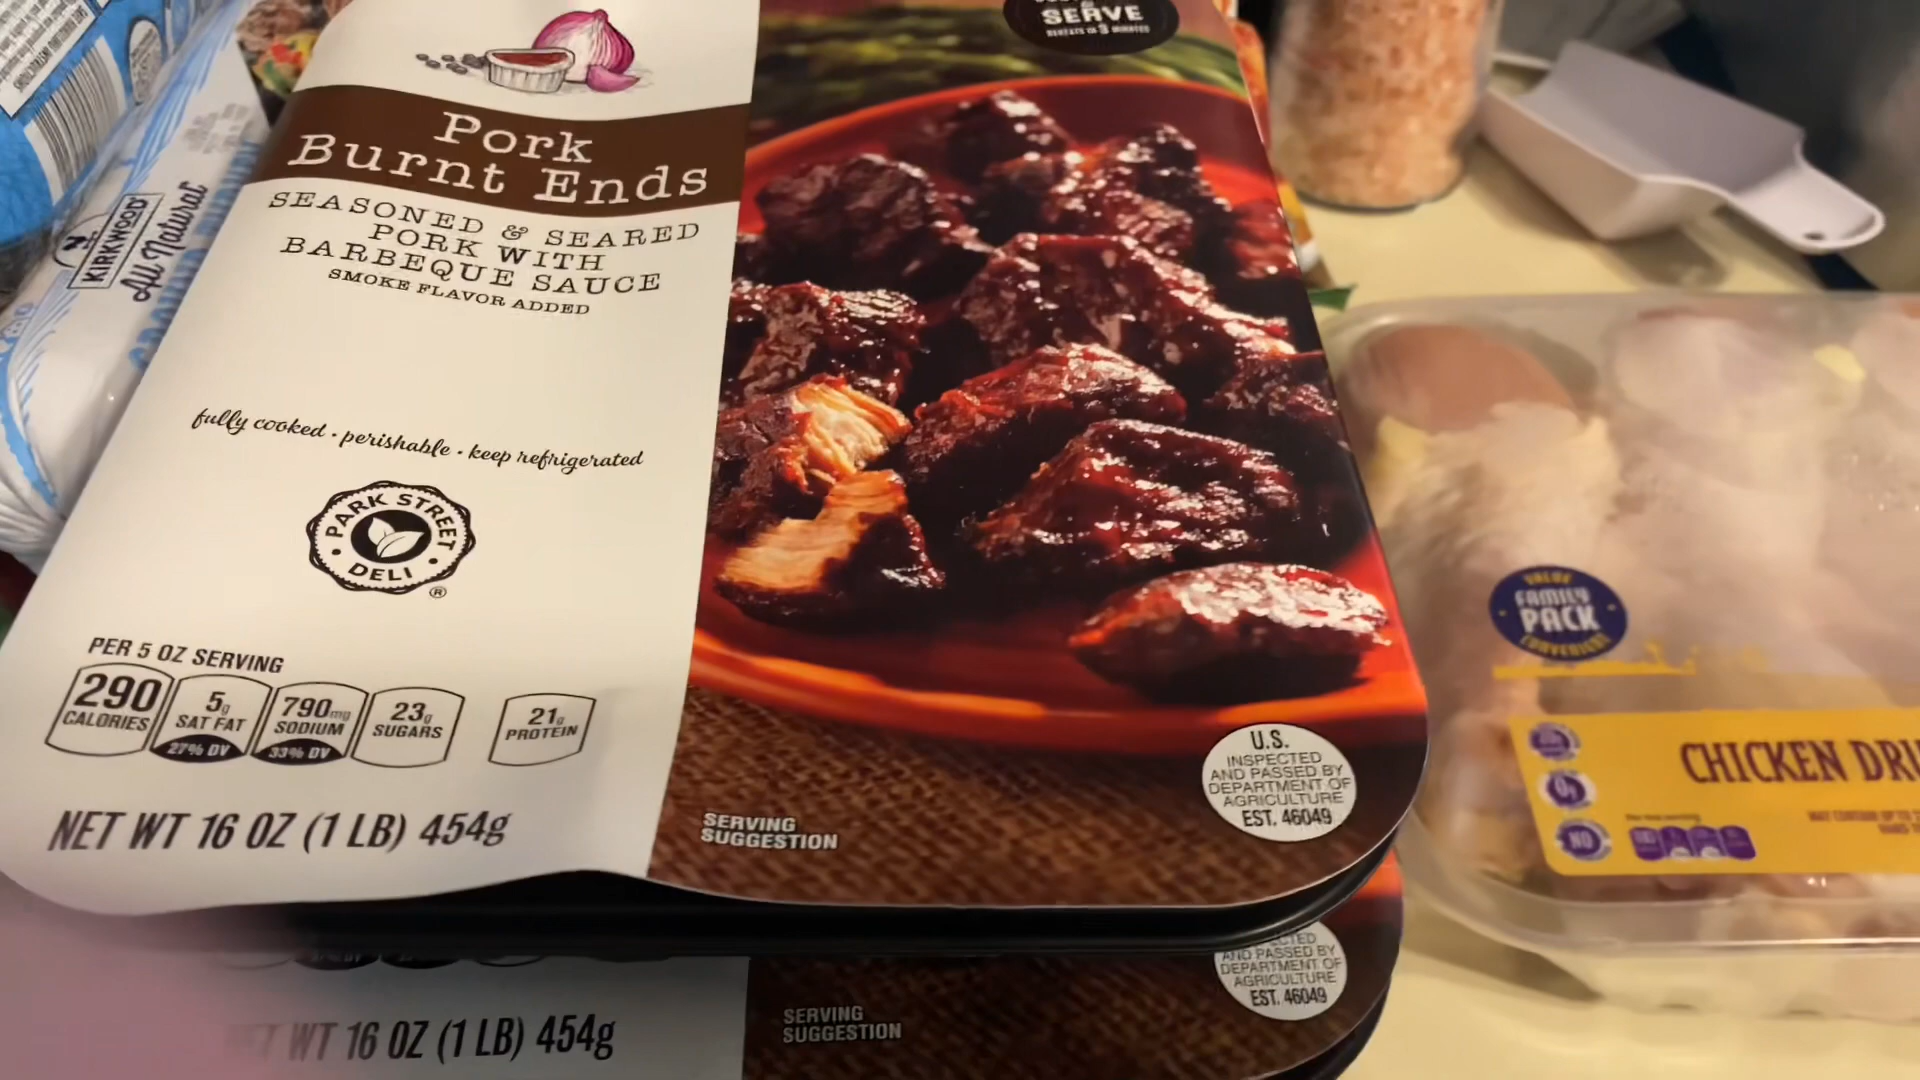 SERVE
Pork
Burnt Ends
SEASONED & SEARED
PORK WITH
BARBEQUE SAUCE
SMOKE FLAVOR ADDED
fully cooked • perishable • keep refrigerated
PARK STREET
DELI
®
PER 5 OZ SERVING
290
CALORIES
5g
SAT FAT
27% DV
790mg
SODIUM
33% DV
23g
SUGARS
21g
PROTEIN
NET WT 16 OZ (1 LB) 454g
SERVING
SUGGESTION
U.S.
INSPECTED
AND PASSED BY
DEPARTMENT OF
AGRICULTURE
EST. 46049
WT 16 OZ (1 LB) 454g
SERVING
SUGGESTION
AND PASSED BY
DEPARTMENT OF
AGRICULTURE
EST. 46049
KIRKWOOD
All Natural
VALUE
FAMILY
PACK
CONVENIENT
CHICKEN
0g
NO